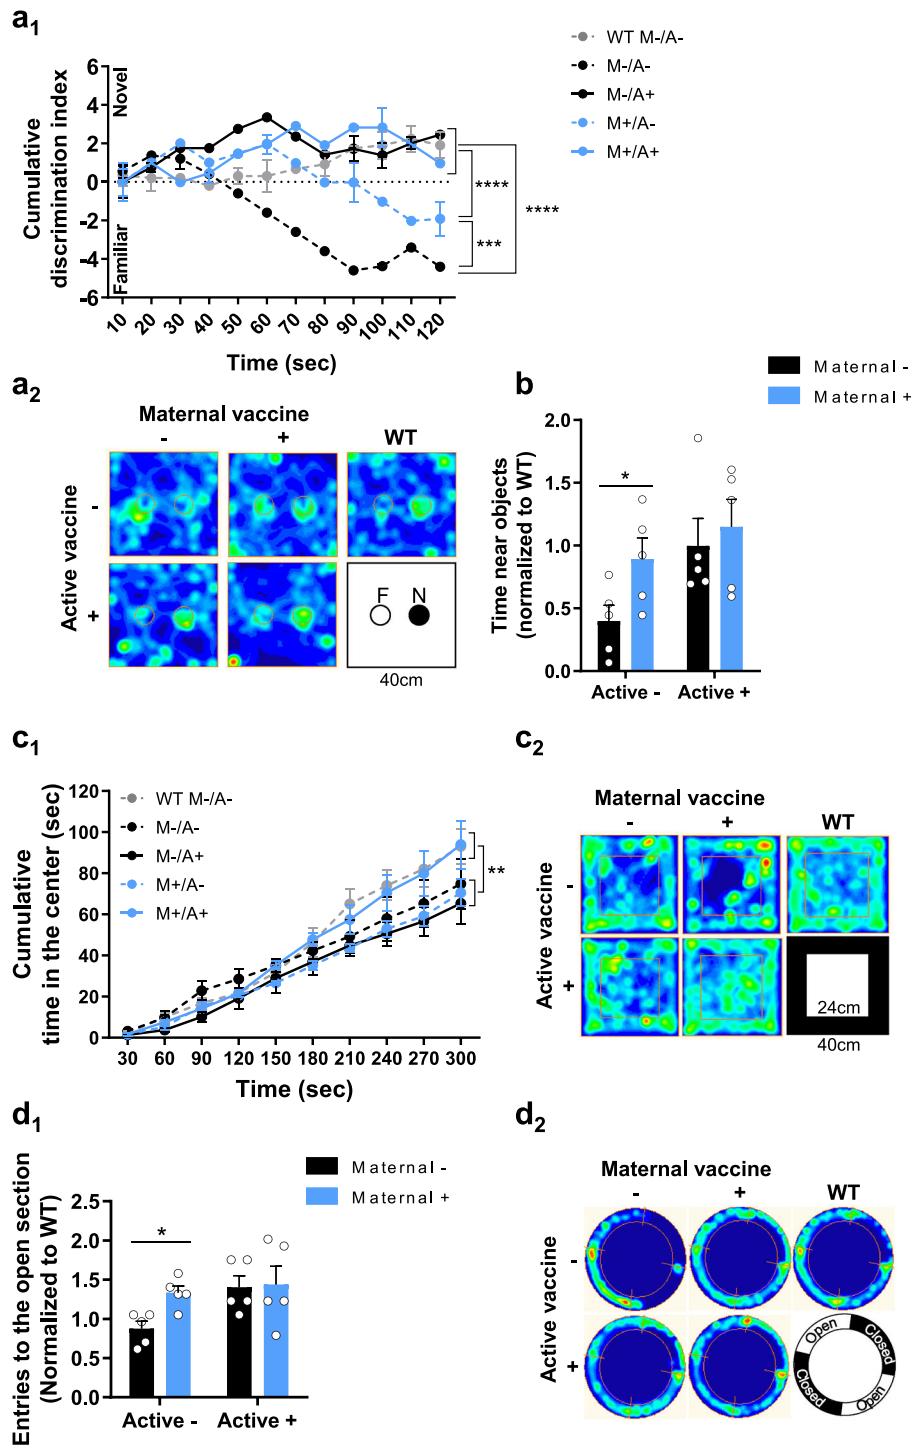 a1
WT M-/A-
M-/A-
M-/A+
M+/A-
M+/A+
Cumulative
discrimination index
Novel
Familiar
6
4
2
0
-2
-4
-6
****
***
****
10 20 30 40 50 60 70 80 90 100 110 120
Time (sec)
a2
Maternal vaccine
- + WT
Active vaccine
-
+
F N
40cm
b
Maternal -
Maternal +
Time near objects
(normalized to WT)
2.0
1.5
1.0
0.5
0.0
*
Active - Active +
c1
Cumulative
time in the center (sec)
120
100
80
60
40
20
0
WT M-/A-
M-/A-
M-/A+
M+/A-
M+/A+
**
30 60 90 120 150 180 210 240 270 300
Time (sec)
c2
Maternal vaccine
- + WT
Active vaccine
-
+
24cm
40cm
d1
Maternal -
Maternal +
Entries to the open section
(Normalized to WT)
2.5
2.0
1.5
1.0
0.5
0.0
*
Active - Active +
d2
Maternal vaccine
- + WT
Active vaccine
-
+
Open
Closed
Closed
Open